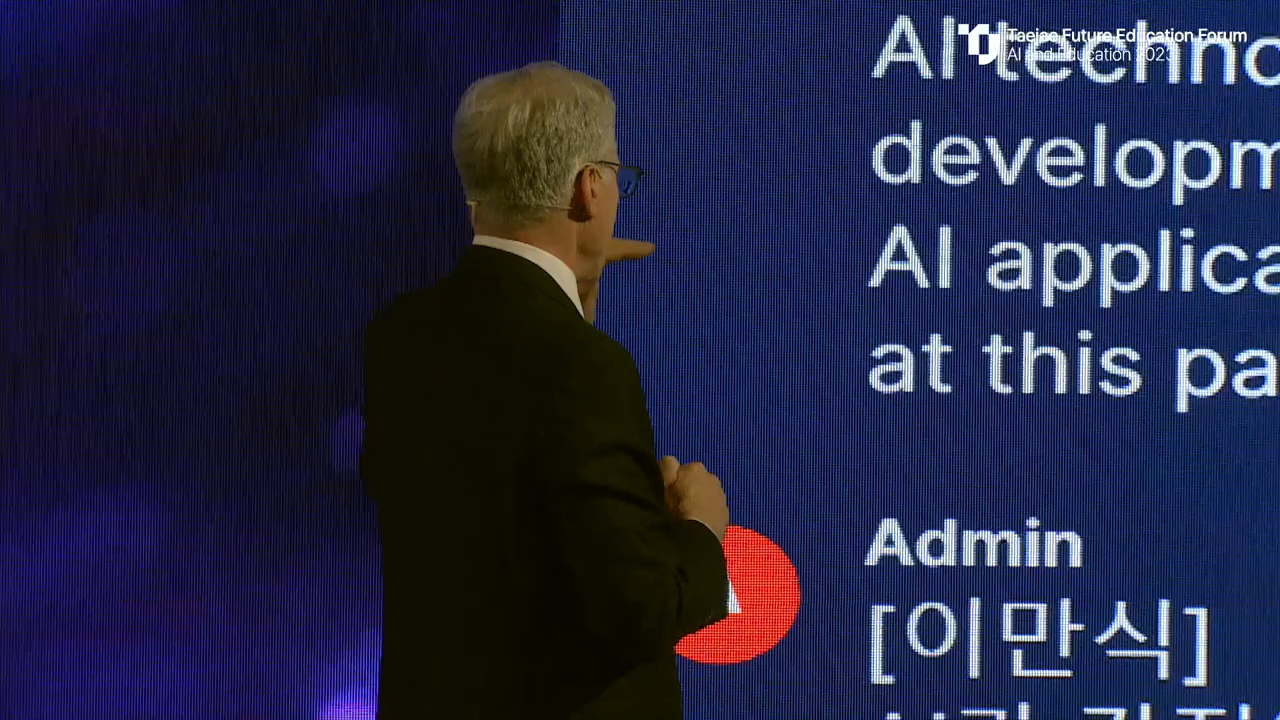 Taejae Future Education Forum
AI and Education 2023
AI techno
developm
AI applica
at this pa
Admin
[이만식]